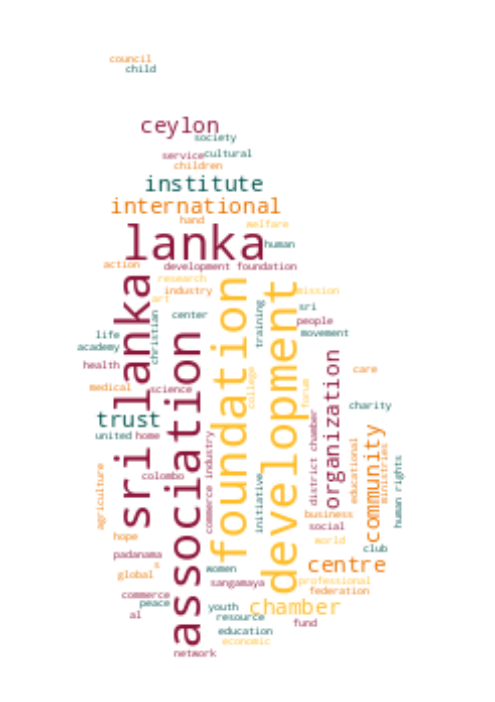 council
child
ceylon
society
service
cultural
children
institute
international
hand
welfare
lanka
human
action
development foundation
research
mission
industry
art
sri lanka
foundation
development
sri
center
training
people
christian
movement
life
academy
association
health
care
college
forum
medical
science
organization
charity
trust
district chamber
united
home
community
educational
commerce industry
ministries
human rights
agriculture
colombo
initiative
business
social
hope
world
club
padanama
s
centre
global
women
professional
sangamaya
federation
commerce
peace
youth
chamber
al
resource
fund
education
economic
network